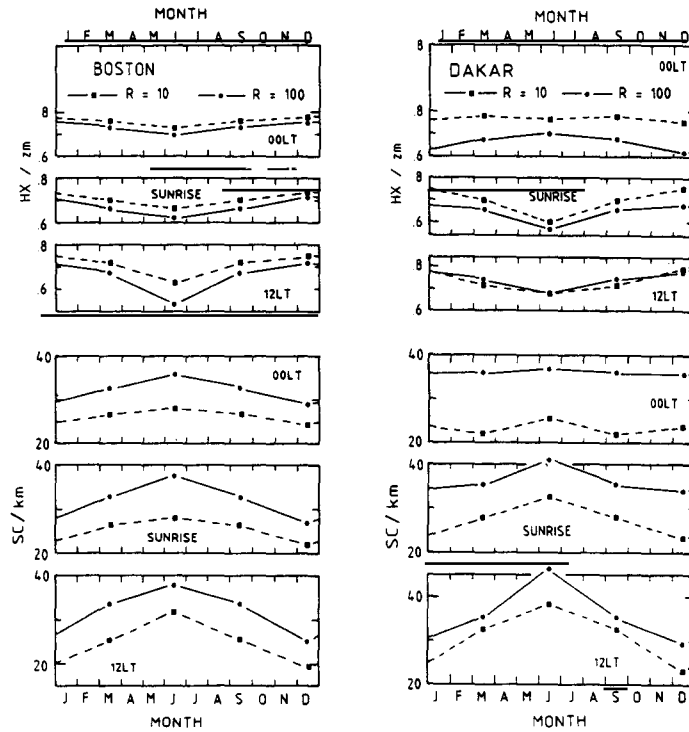 MONTH
J F M A M J J A S O N D
BOSTON
R = 10 R = 100
.8
.6
00LT
HX / zm
.8
.6
SUNRISE
.8
.6
12LT
40
20
00LT
SC/km
40
20
SUNRISE
40
20
12LT
J F M A M J J A S O N D
MONTH
MONTH
J F M A M J J A S O N D
DAKAR
00LT
R = 10 R = 100
.8
.6
HX / zm
.8
.6
SUNRISE
8
6
12LT
40
20
00LT
SC/km
40
20
SUNRISE
40
20
12LT
J F M A M J J A S O N D
MONTH